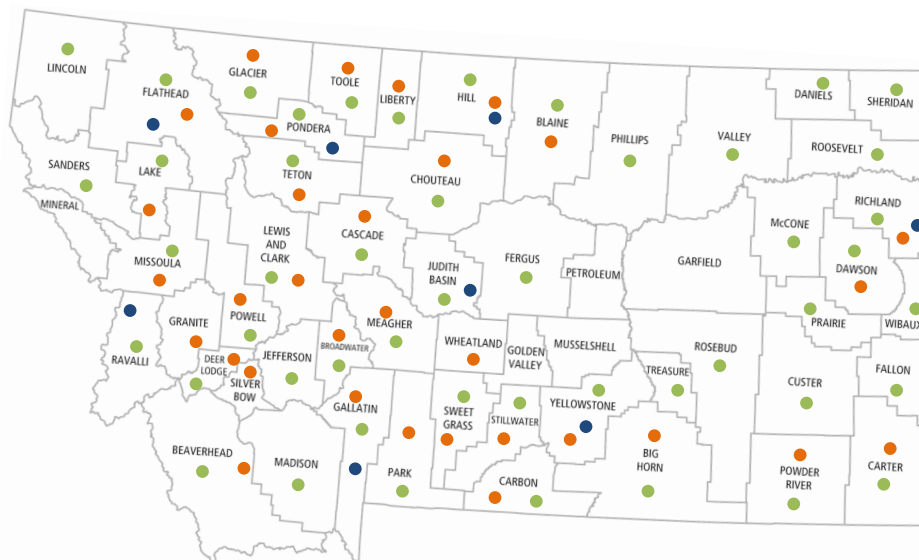 LINCOLN
FLATHEAD
GLACIER
TOOLE
LIBERTY
HILL
BLAINE
PHILLIPS
VALLEY
DANIELS
SHERIDAN
ROOSEVELT
PONDERA
SANDERS
LAKE
TETON
CHOUTEAU
MINERAL
MISSOULA
LEWIS
AND
CLARK
CASCADE
JUDITH
BASIN
FERGUS
PETROLEUM
GARFIELD
McCONE
RICHLAND
DAWSON
PRAIRIE
WIBAUX
RAVALLI
GRANITE
POWELL
DEER
LODGE
SILVER
BOW
JEFFERSON
BROADWATER
MEAGHER
WHEATLAND
GOLDEN
VALLEY
MUSSELSHELL
TREASURE
ROSEBUD
CUSTER
FALLON
GALLATIN
SWEET
GRASS
STILLWATER
YELLOWSTONE
BEAVERHEAD
MADISON
PARK
CARBON
BIG
HORN
POWDER
RIVER
CARTER